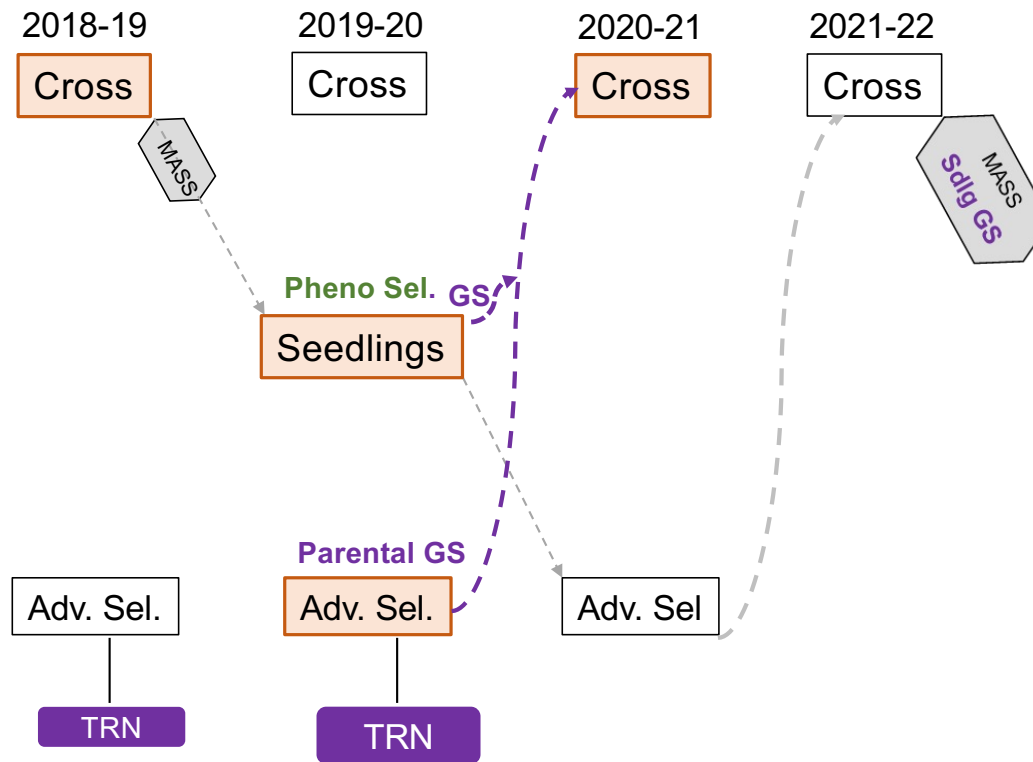 2018-19
2019-20
2020-21
2021-22
Cross
Cross
Cross
Cross
MASS
MASS
Sdlg GS
Pheno Sel.
GS
Seedlings
Parental GS
Adv. Sel.
Adv. Sel.
Adv. Sel
TRN
TRN